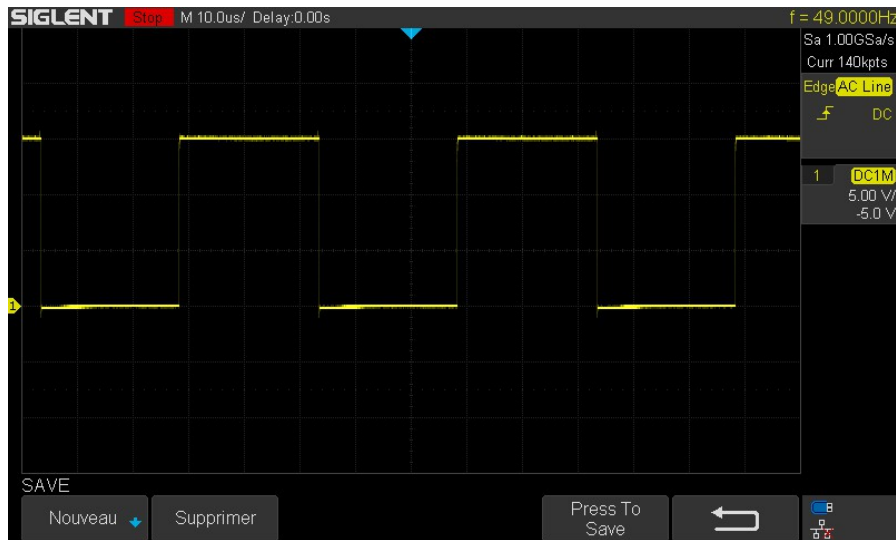 SIGLENT Stop M 10.0us/ Delay:0.00s f = 49.0000Hz
Sa 1.00GSa/s
Curr 140kpts
Edge AC Line
DC
1 DC1M
5.00 V/
-5.0 V
1
SAVE
Nouveau
Supprimer
Press To
Save